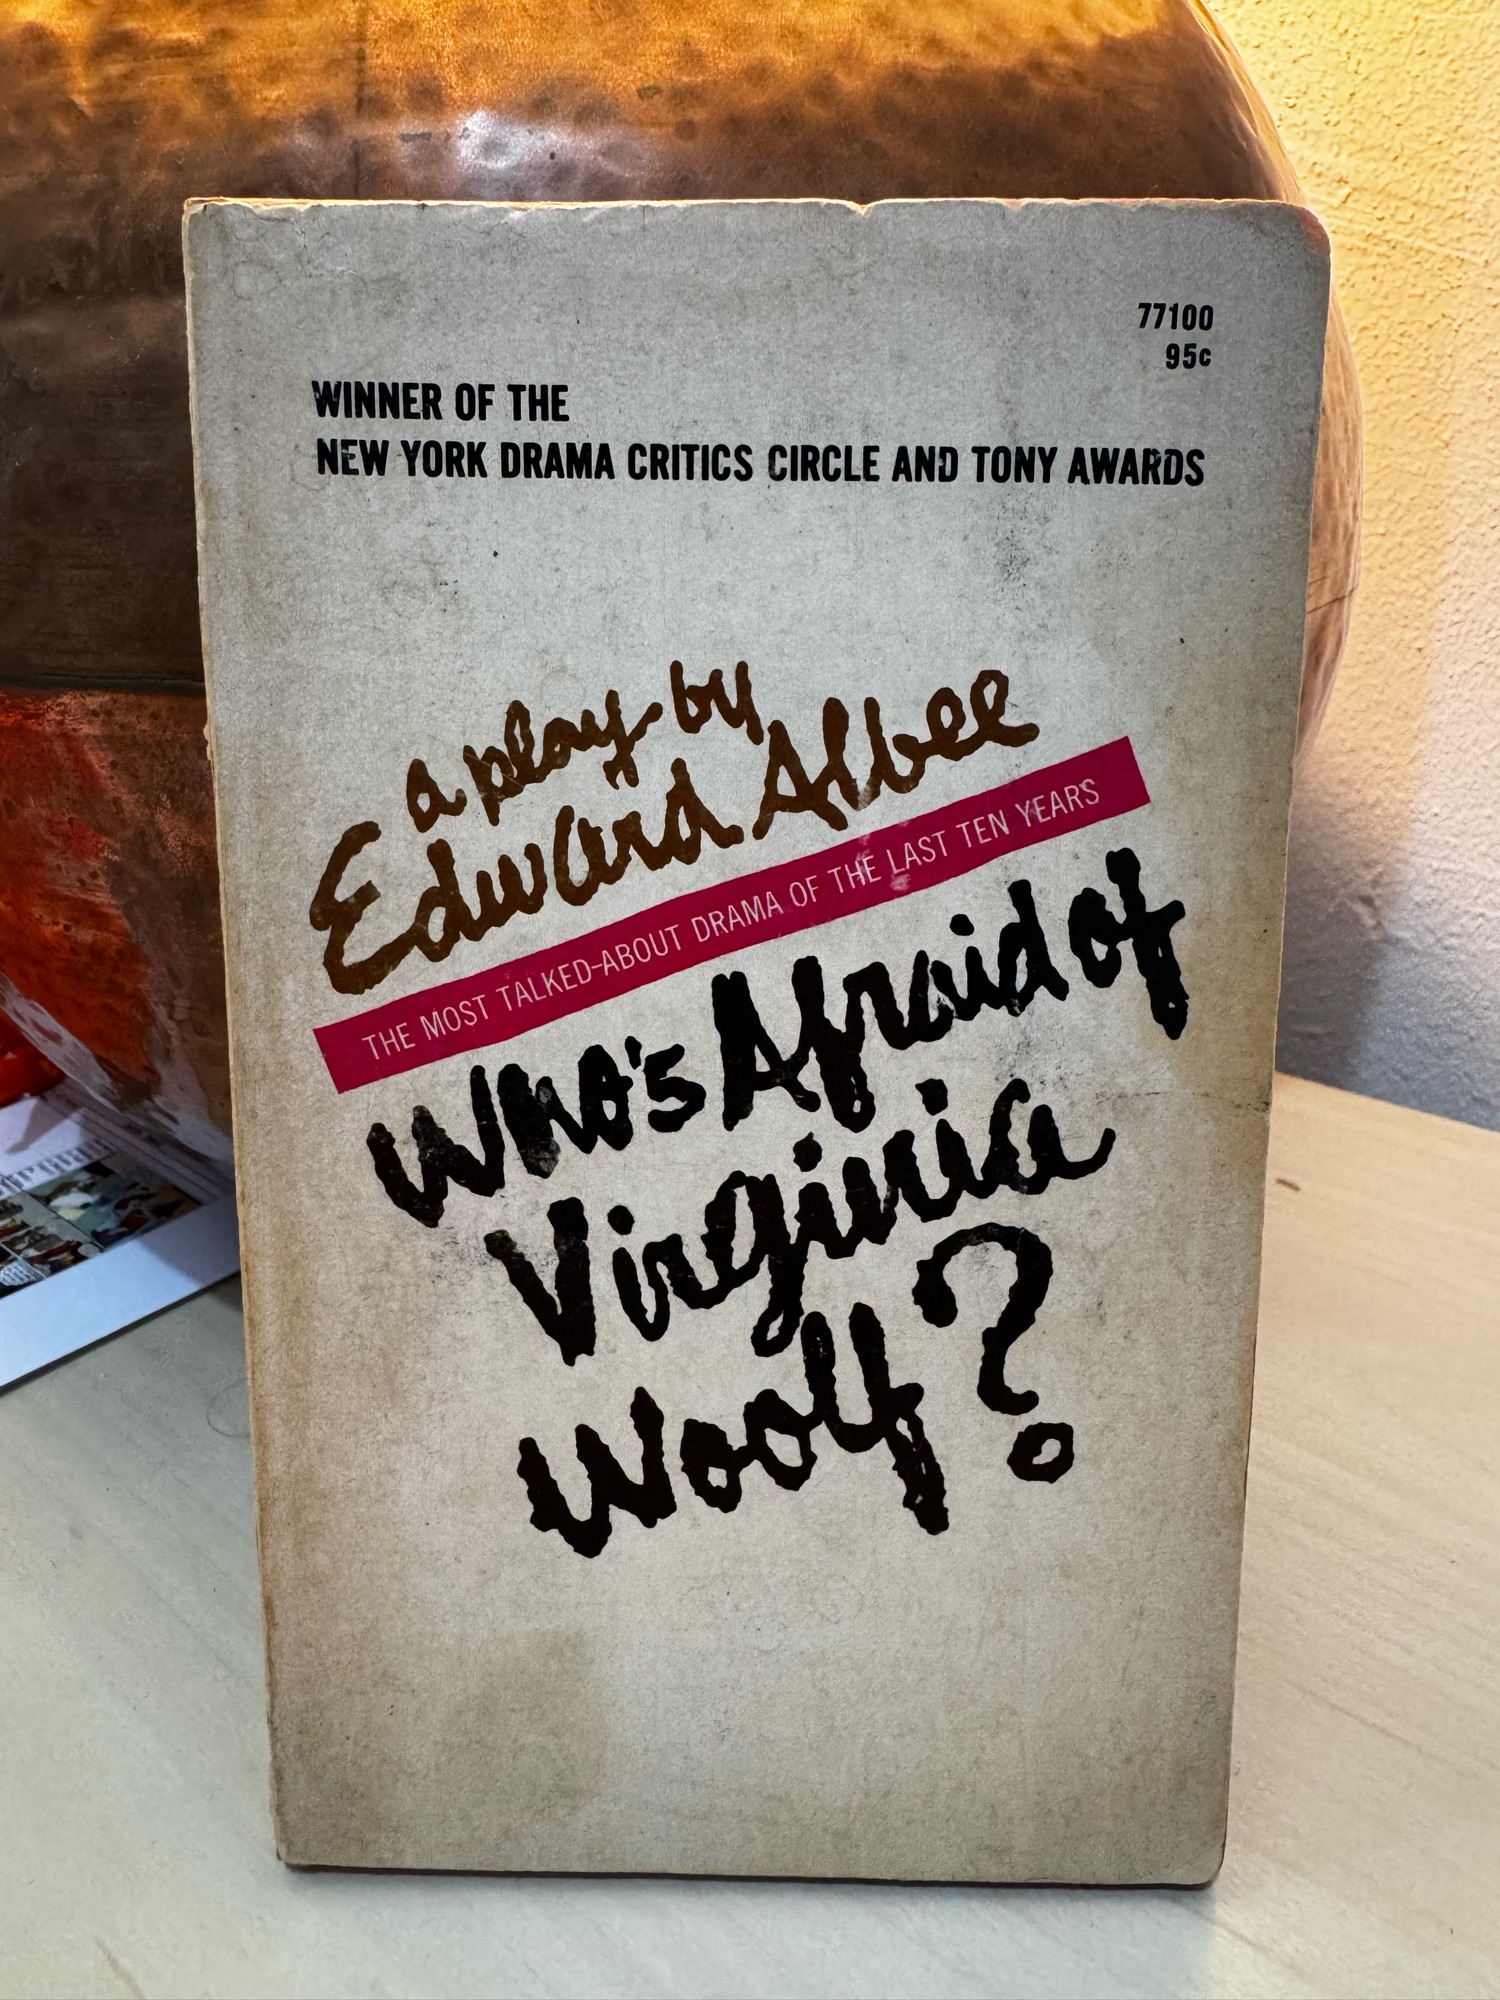 77100
95c
WINNER OF THE
NEW YORK DRAMA CRITICS CIRCLE AND TONY AWARDS
a play by
Edward Albee
THE MOST TALKED-ABOUT DRAMA OF THE LAST TEN YEARS
Who's Afraid of
Virginia
Woolf?